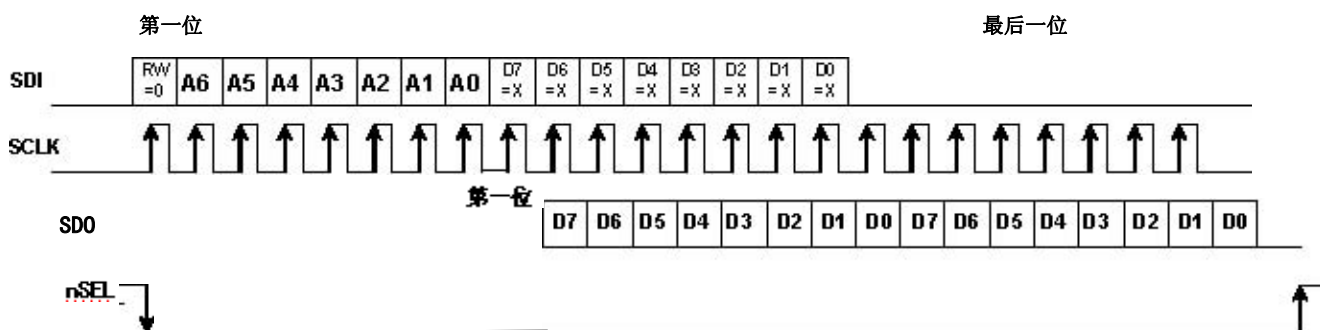 第一位 最后一位
SDI RW =0 A6 A5 A4 A3 A2 A1 A0 D7 =X D6 =X D5 =X D4 =X D3 =X D2 =X D1 =X D0 =X
SCLK
第一位
SDO D7 D6 D5 D4 D3 D2 D1 D0 D7 D6 D5 D4 D3 D2 D1 D0
nSEL